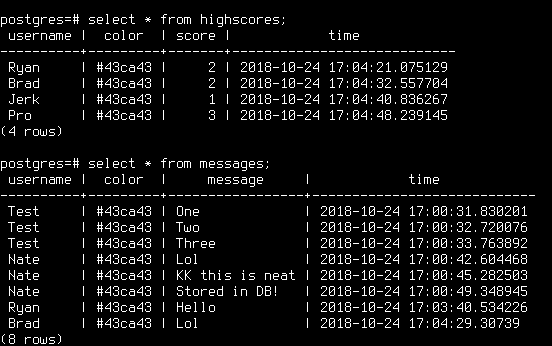 postgres=# select * from highscores;
 username |  color  | score |            time
----------+---------+-------+----------------------------
 Ryan     | #43ca43 |     2 | 2018-10-24 17:04:21.075129
 Brad     | #43ca43 |     2 | 2018-10-24 17:04:32.557704
 Jerk     | #43ca43 |     1 | 2018-10-24 17:04:40.836267
 Pro      | #43ca43 |     3 | 2018-10-24 17:04:48.239145
(4 rows)

postgres=# select * from messages;
 username |  color  |     message     |            time
----------+---------+-----------------+----------------------------
 Test     | #43ca43 | One             | 2018-10-24 17:00:31.830201
 Test     | #43ca43 | Two             | 2018-10-24 17:00:32.720076
 Test     | #43ca43 | Three           | 2018-10-24 17:00:33.763892
 Nate     | #43ca43 | Lol             | 2018-10-24 17:00:42.604468
 Nate     | #43ca43 | KK this is neat | 2018-10-24 17:00:45.282503
 Nate     | #43ca43 | Stored in DB!   | 2018-10-24 17:00:49.348945
 Ryan     | #43ca43 | Hello           | 2018-10-24 17:03:40.534226
 Brad     | #43ca43 | Lol             | 2018-10-24 17:04:29.30739
(8 rows)